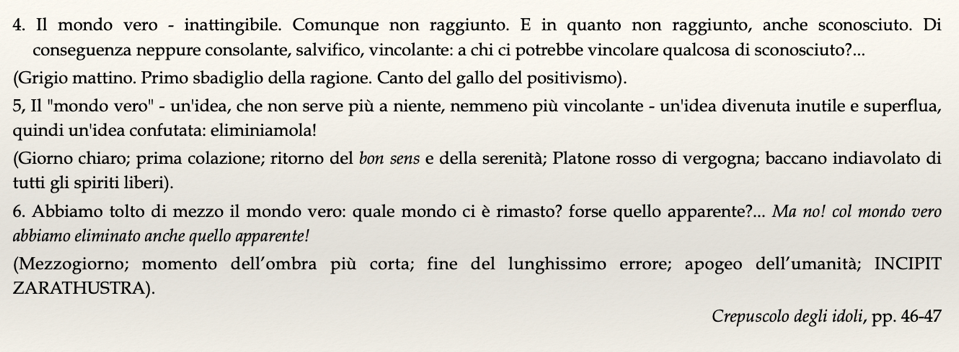 4. Il mondo vero - inattingibile. Comunque non raggiunto. E in quanto non raggiunto, anche sconosciuto. Di
conseguenza neppure consolante, salvifico, vincolante: a chi ci potrebbe vincolare qualcosa di sconosciuto?...
(Grigio mattino. Primo sbadiglio della ragione. Canto del gallo del positivismo).
5, Il "mondo vero" - un'idea, che non serve più a niente, nemmeno più vincolante - un'idea divenuta inutile e superflua,
quindi un'idea confutata: eliminiamola!
(Giorno chiaro; prima colazione; ritorno del bon sens e della serenità; Platone rosso di vergogna; baccano indiavolato di
tutti gli spiriti liberi).
6. Abbiamo tolto di mezzo il mondo vero: quale mondo ci è rimasto? forse quello apparente?... Ma no! col mondo vero
abbiamo eliminato anche quello apparente!
(Mezzogiorno; momento dell’ombra più corta; fine del lunghissimo errore; apogeo dell’umanità; INCIPIT
ZARATHUSTRA).
Crepuscolo degli idoli, pp. 46-47